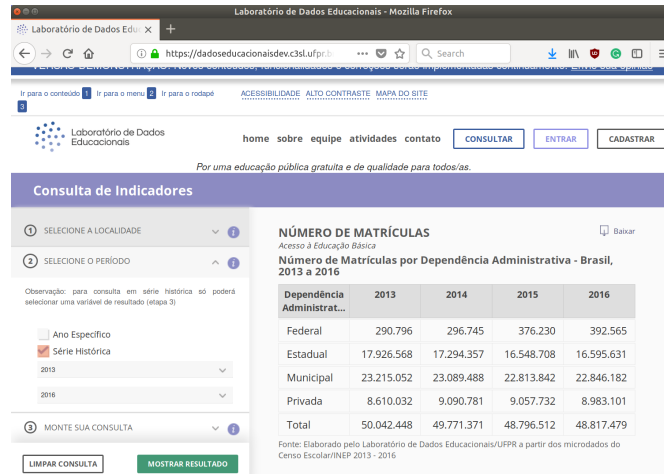 Laboratório de Dados Educacionais - Mozilla Firefox
Laboratório de Dados Edu
https://dadoseducacionaisdev.c3sl.ufpr.b
Search
Ir para o conteúdo 1 Ir para o menu 2 Ir para o rodapé 3
ACESSIBILIDADE ALTO CONTRASTE MAPA DO SITE
Laboratório de Dados
Educacionais
home sobre equipe atividades contato CONSULTAR ENTRAR CADASTRAR
Por uma educação pública gratuita e de qualidade para todos/as.
Consulta de Indicadores
1 SELECIONE A LOCALIDADE
2 SELECIONE O PERÍODO
Observação: para consulta em série histórica só poderá
selecionar uma variável de resultado (etapa 3)
Ano Específico
Série Histórica
2013
2016
3 MONTE SUA CONSULTA
LIMPAR CONSULTA MOSTRAR RESULTADO
NÚMERO DE MATRÍCULAS
Baixar
Acesso à Educação Básica
Número de Matrículas por Dependência Administrativa - Brasil,
2013 a 2016
Dependência Administrat... 2013 2014 2015 2016
Federal 290.796 296.745 376.230 392.565
Estadual 17.926.568 17.294.357 16.548.708 16.595.631
Municipal 23.215.052 23.089.488 22.813.842 22.846.182
Privada 8.610.032 9.090.781 9.057.732 8.983.101
Total 50.042.448 49.771.371 48.796.512 48.817.479
Fonte: Elaborado pelo Laboratório de Dados Educacionais/UFPR a partir dos microdados do
Censo Escolar/INEP 2013 - 2016